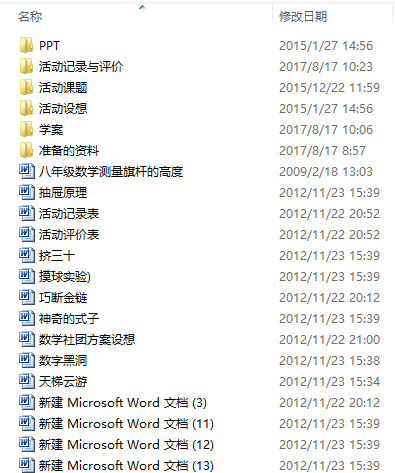 名称 修改日期
PPT 2015/1/27 14:56
活动记录与评价 2017/8/17 10:23
活动课题 2015/12/22 11:59
活动设想 2015/1/27 14:56
学案 2017/8/17 10:06
准备的资料 2017/8/17 8:57
八年级数学测量旗杆的高度 2009/2/18 13:03
抽屉原理 2012/11/23 15:39
活动记录表 2012/11/22 20:52
活动评价表 2012/11/22 20:52
挤三十 2012/11/23 15:39
摸球实验) 2012/11/23 15:39
巧断金链 2012/11/22 20:12
神奇的式子 2012/11/23 15:39
数学社团方案设想 2012/11/22 21:00
数字黑洞 2012/11/23 15:38
天梯云游 2012/11/23 15:34
新建 Microsoft Word 文档 (3) 2012/11/22 20:12
新建 Microsoft Word 文档 (11) 2012/11/23 15:39
新建 Microsoft Word 文档 (12) 2012/11/23 15:39
新建 Microsoft Word 文档 (13) 2012/11/23 15:39